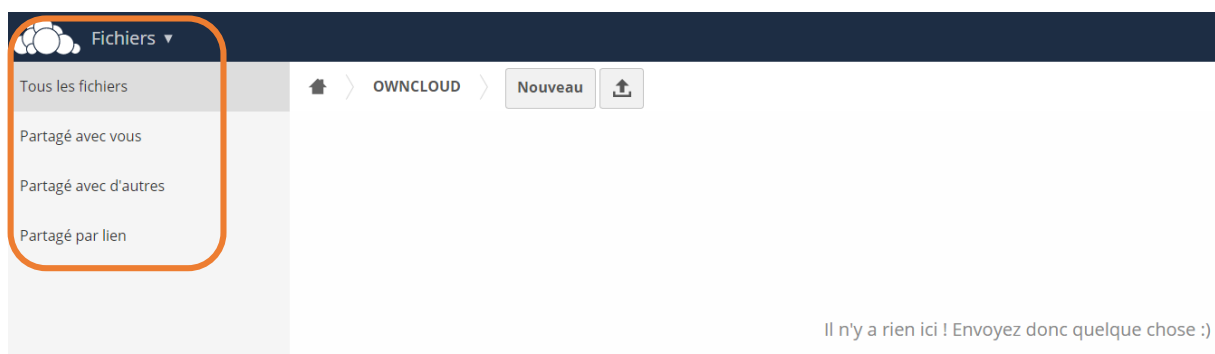 Fichiers ▾
Tous les fichiers
Partagé avec vous
Partagé avec d'autres
Partagé par lien
OWNCLOUD
Nouveau
Il n'y a rien ici ! Envoyez donc quelque chose :)